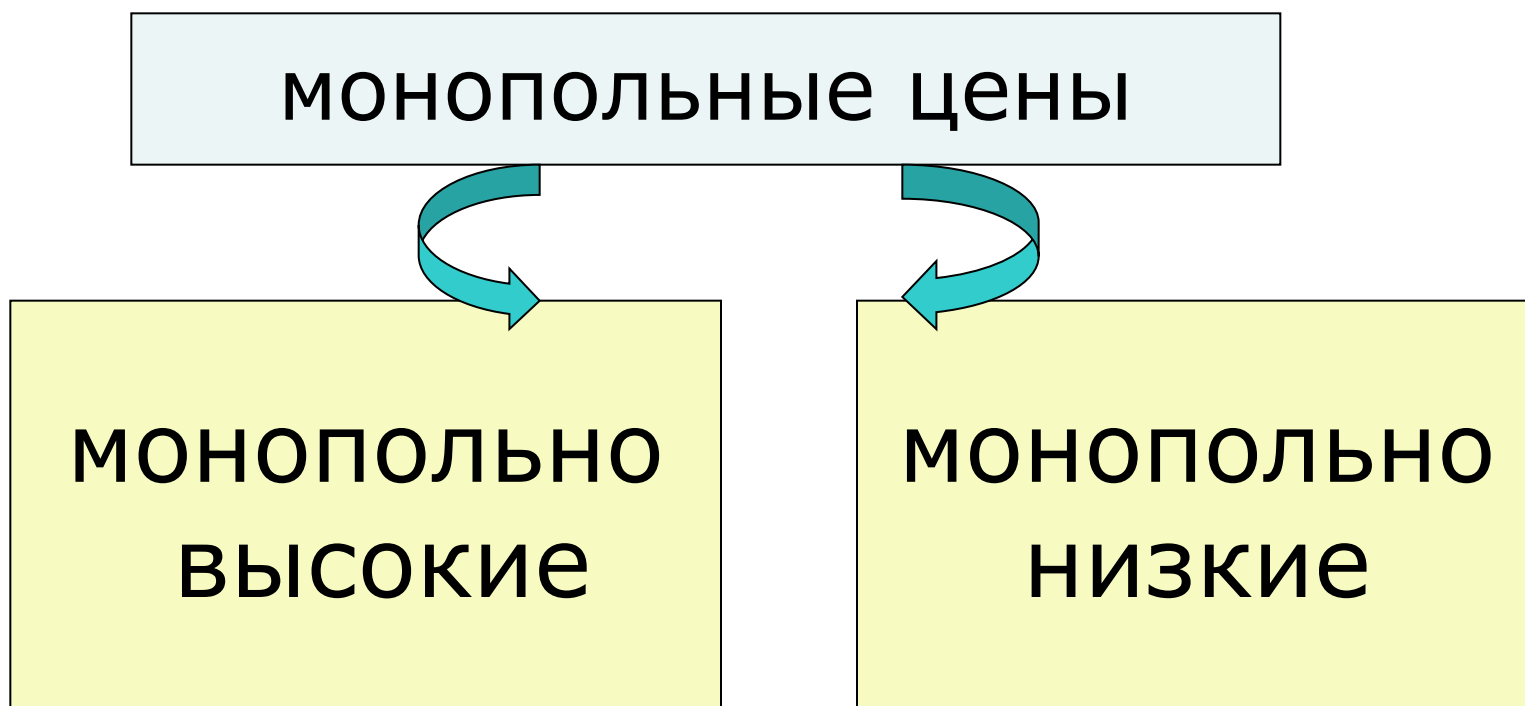 монопольные цены
монопольно
высокие
монопольно
низкие